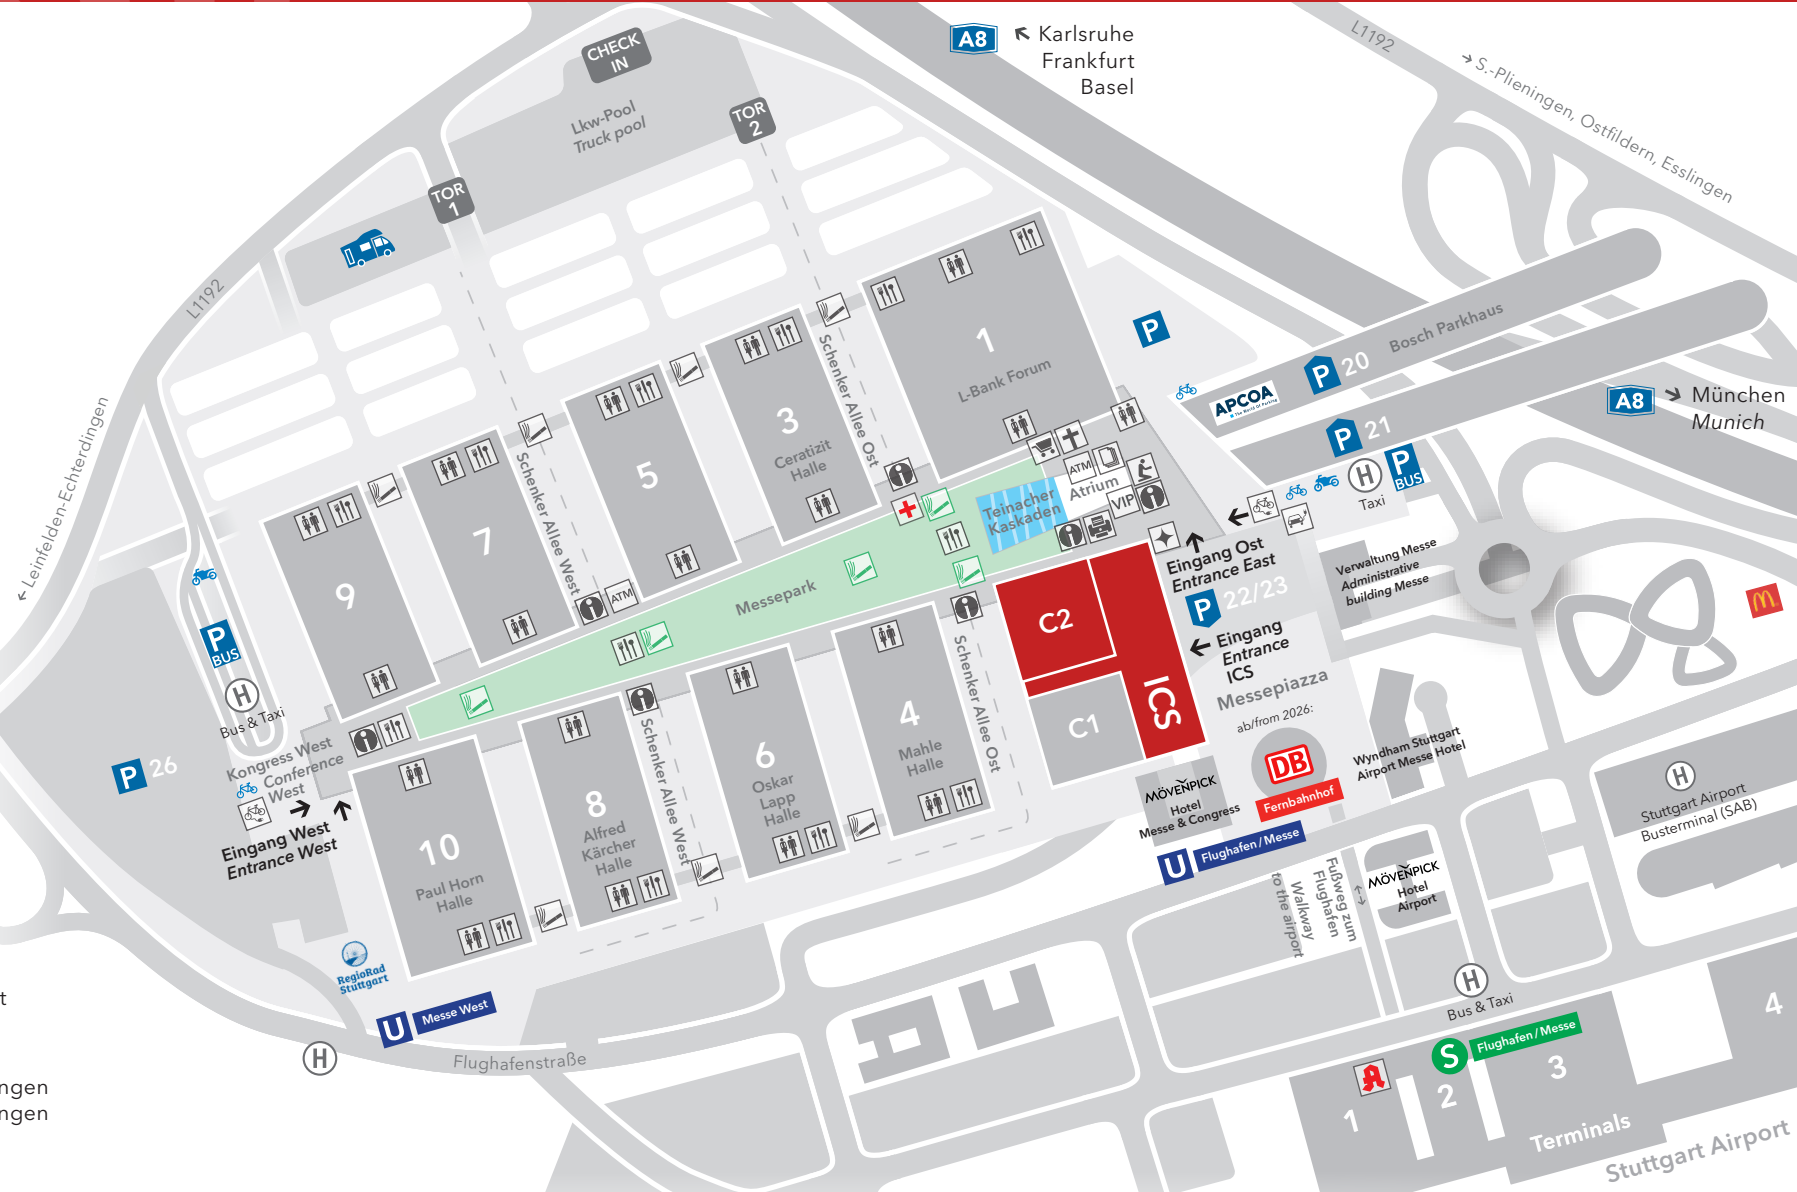 A8
Karlsruhe
Frankfurt
Basel
L1192
S.-Plieningen, Ostfildern, Esslingen
CHECK
IN
Lkw-Pool
Truck pool
TOR
2
TOR
1
L1192
Leinfelden-Echterdingen
1
L-Bank Forum
3
Ceratizit
Halle
5
7
9
Schenker Allee Ost
Schenker Allee West
Bosch Parkhaus
P 20
APCOA
The World of Parking
P 21
P
A8
München
Munich
P
BUS
H
Taxi
ATM
Atrium
VIP
Teinacher
Kaskaden
Messepark
ATM
Eingang Ost
Entrance East
P 22/23
Eingang
Entrance
ICS
Messepiazza
ab/from 2026:
DB
Fernbahnhof
Verwaltung Messe
Administrative
building Messe
Wyndham Stuttgart
Airport Messe Hotel
C2
C1
ICS
MÖVENPICK
Hotel
Messe & Congress
U Flughafen/Messe
Schenker Allee Ost
4
Mahle
Halle
6
Oskar
Lapp
Halle
Schenker Allee West
8
Alfred
Kärcher
Halle
10
Paul Horn
Halle
P
BUS
H
Bus & Taxi
P 26
Kongress West
Conference
West
Eingang West
Entrance West
RegioRad
Stuttgart
U Messe West
H
Flughafenstraße
Fußweg zum
Flughafen
Walkway
to the airport
MÖVENPICK
Hotel
Airport
H
Stuttgart Airport
Busterminal (SAB)
H
Bus & Taxi
S Flughafen/Messe
1
2
3
4
Terminals
Stuttgart Airport
t
ngen
ngen